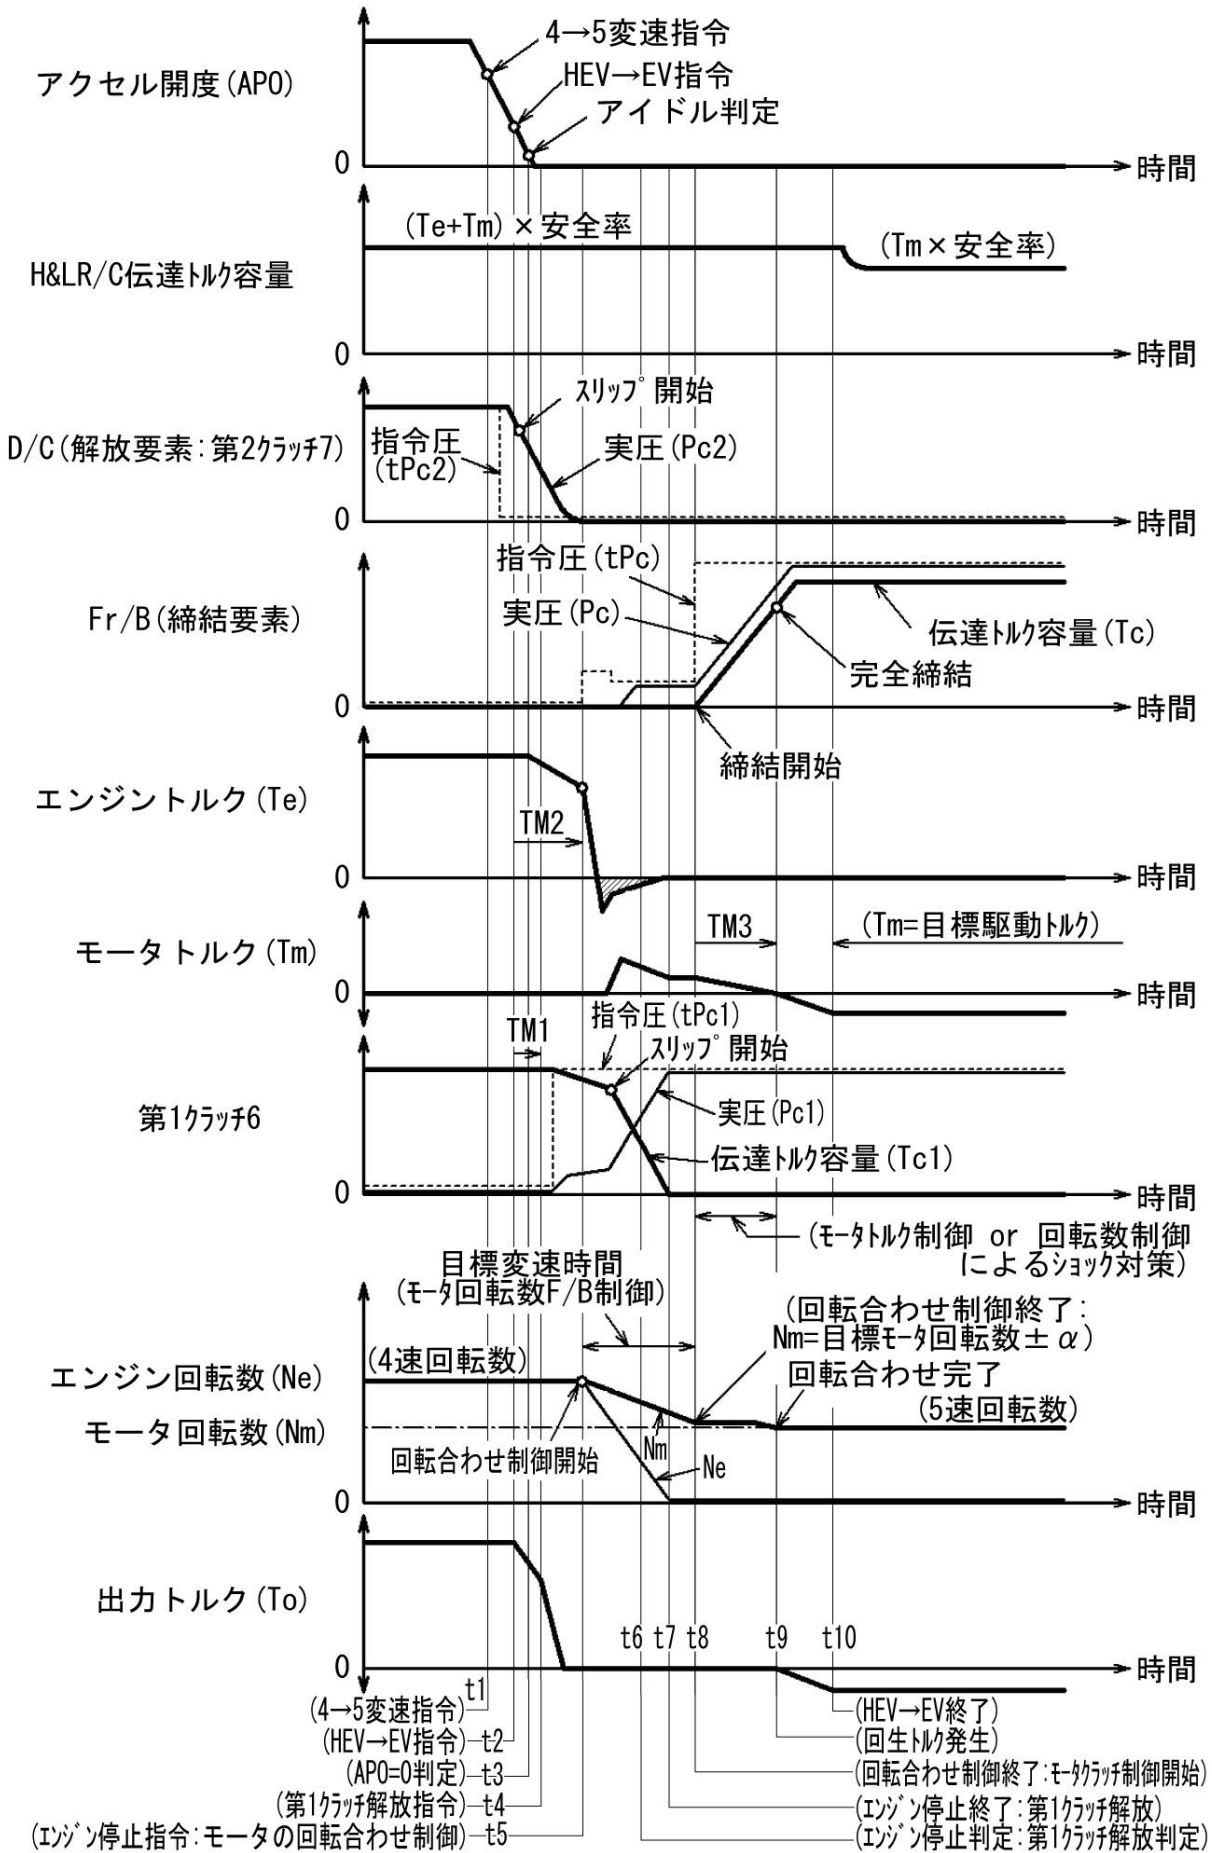 4→5変速指令
HEV→EV指令
アイドル判定
アクセル開度(APO)
0
時間
(Te+Tm)×安全率
(Tm×安全率)
H&LR/C伝達ﾄﾙｸ容量
0
時間
ｽﾘｯﾌﾟ開始
D/C(解放要素:第2ｸﾗｯﾁ7)
指令圧
(tPc2)
実圧(Pc2)
0
時間
指令圧(tPc)
実圧(Pc)
Fr/B(締結要素)
伝達ﾄﾙｸ容量(Tc)
完全締結
0
時間
締結開始
エンジントルク(Te)
TM2
0
時間
モータトルク(Tm)
TM3
(Tm=目標駆動ﾄﾙｸ)
0
時間
指令圧(tPc1)
TM1
ｽﾘｯﾌﾟ開始
第1ｸﾗｯﾁ6
実圧(Pc1)
伝達ﾄﾙｸ容量(Tc1)
0
時間
(ﾓｰﾀﾄﾙｸ制御 or 回転数制御
によるｼｮｯｸ対策)
目標変速時間
(ﾓｰﾀ回転数F/B制御)
(回転合わせ制御終了:
Nm=目標ﾓｰﾀ回転数±α)
エンジン回転数(Ne)
(4速回転数)
回転合わせ完了
(5速回転数)
モータ回転数(Nm)
回転合わせ制御開始
Nm
Ne
0
時間
出力トルク(To)
t6 t7 t8 t9 t10
0
時間
t1
(4→5変速指令)
(HEV→EV指令) t2
(APO=0判定) t3
(第1ｸﾗｯﾁ解放指令) t4
(ｴﾝｼﾞﾝ停止指令:モータの回転合わせ制御) t5
(HEV→EV終了)
(回生ﾄﾙｸ発生)
(回転合わせ制御終了:ﾓｰﾀｸﾗｯﾁ制御開始)
(ｴﾝｼﾞﾝ停止終了:第1ｸﾗｯﾁ解放)
(ｴﾝｼﾞﾝ停止判定:第1ｸﾗｯﾁ解放判定)